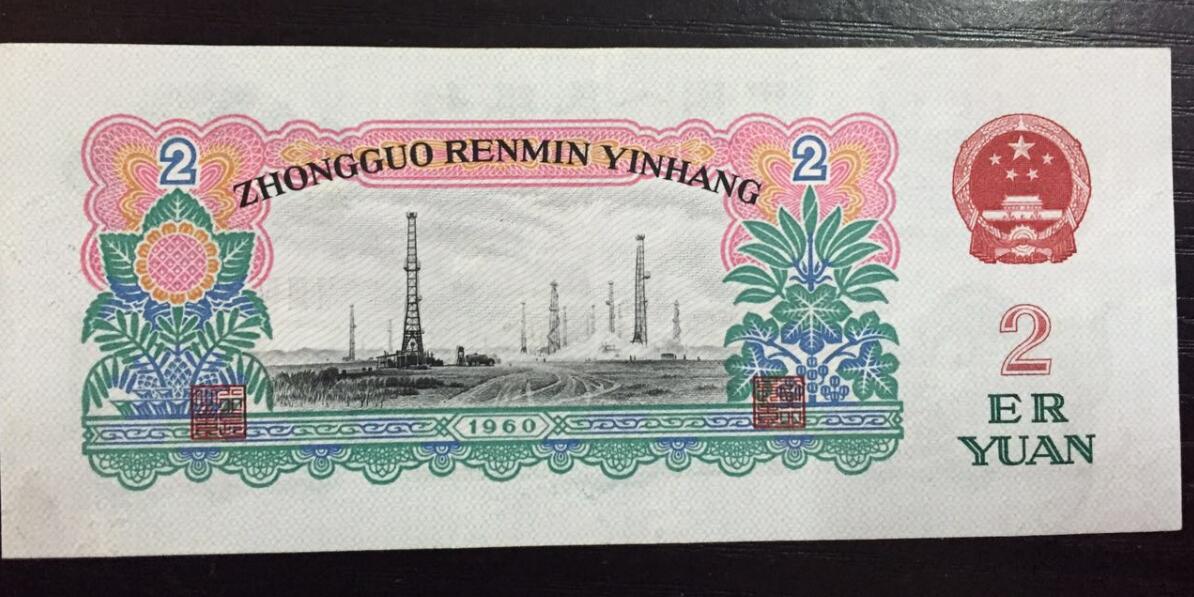 2 2
ZHONGGUO RENMIN YINHANG
1960
2
ER
YUAN